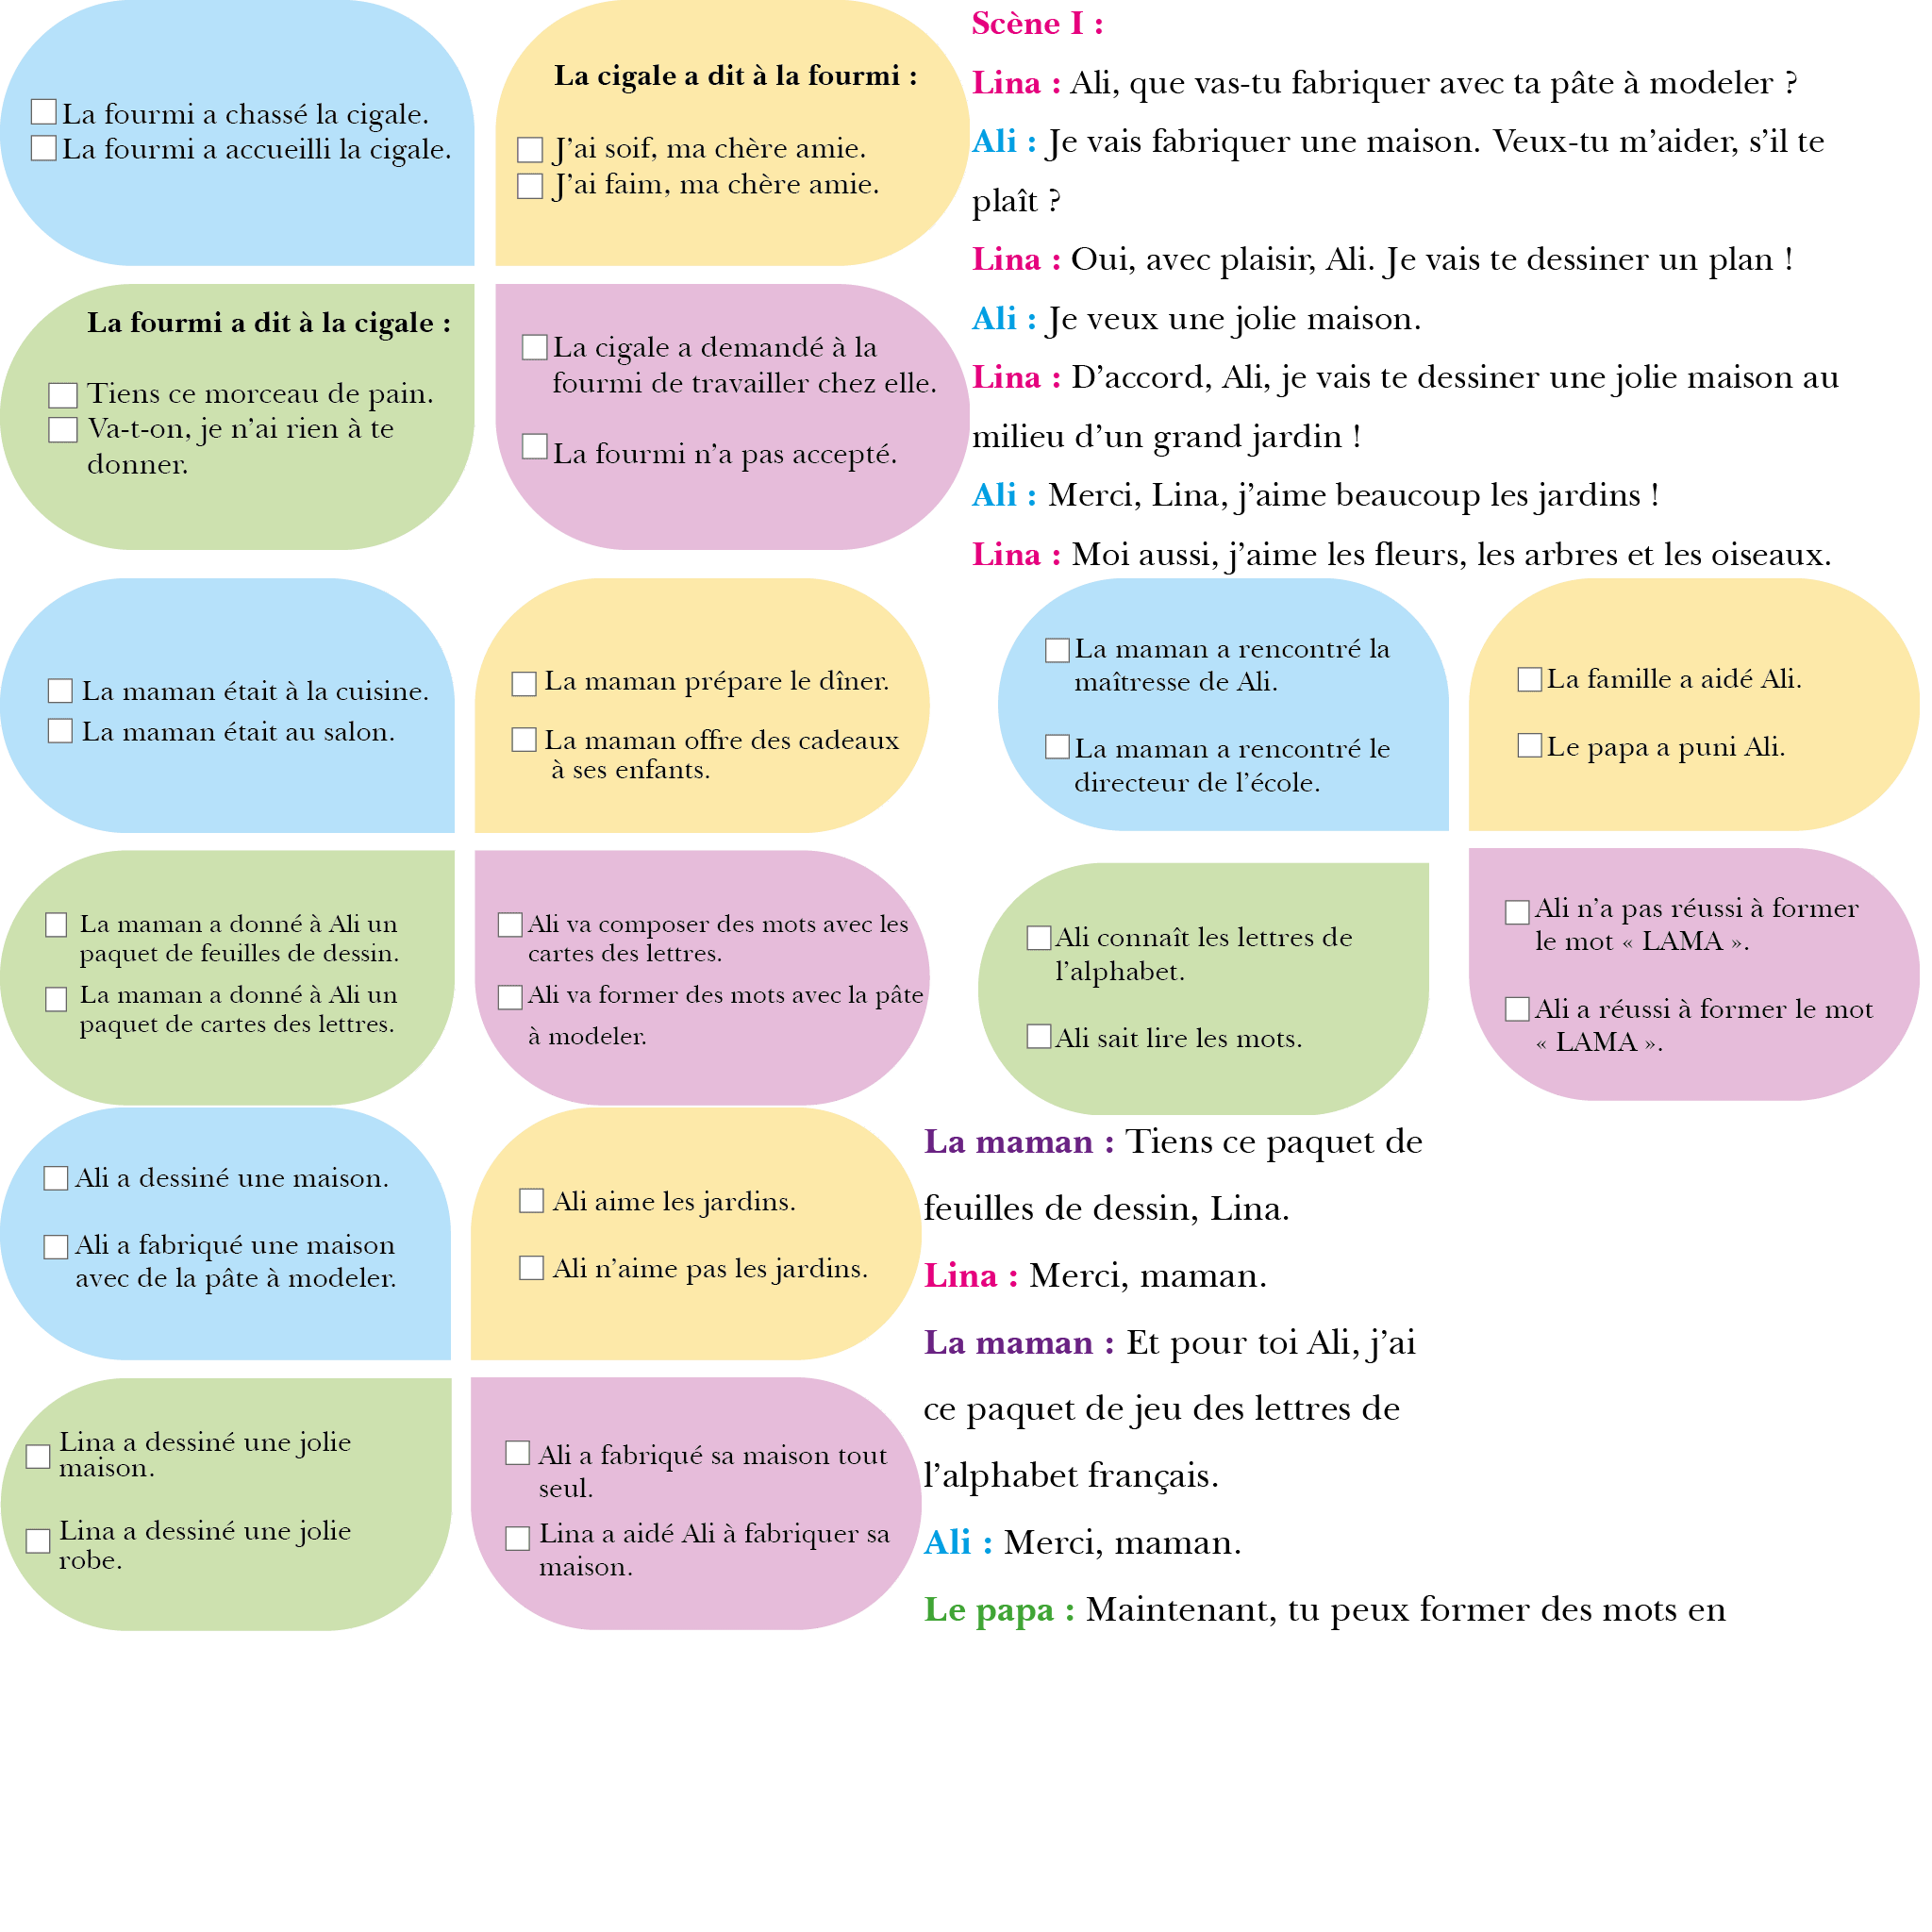 La fourmi a chassé la cigale.
La fourmi a accueilli la cigale.
La cigale a dit à la fourmi :
J'ai soif, ma chère amie.
J'ai faim, ma chère amie.
La fourmi a dit à la cigale :
Tiens ce morceau de pain.
Va-t-on, je n'ai rien à te
donner.
La cigale a demandé à la
fourmi de travailler chez elle.
La fourmi n'a pas accepté.
Scène I :
Lina : Ali, que vas-tu fabriquer avec ta pâte à modeler ?
Ali : Je vais fabriquer une maison. Veux-tu m'aider, s'il te
plaît ?
Lina : Oui, avec plaisir, Ali. Je vais te dessiner un plan !
Ali : Je veux une jolie maison.
Lina : D'accord, Ali, je vais te dessiner une jolie maison au
milieu d'un grand jardin !
Ali : Merci, Lina, j'aime beaucoup les jardins !
Lina : Moi aussi, j'aime les fleurs, les arbres et les oiseaux.
La maman était à la cuisine.
La maman était au salon.
La maman prépare le dîner.
La maman offre des cadeaux
à ses enfants.
La maman a donné à Ali un
paquet de feuilles de dessin.
La maman a donné à Ali un
paquet de cartes des lettres.
Ali va composer des mots avec les
cartes des lettres.
Ali va former des mots avec la pâte
à modeler.
La maman a rencontré la
maîtresse de Ali.
La maman a rencontré le
directeur de l'école.
La famille a aidé Ali.
Le papa a puni Ali.
Ali connaît les lettres de
l'alphabet.
Ali sait lire les mots.
Ali n'a pas réussi à former
le mot « LAMA ».
Ali a réussi à former le mot
« LAMA ».
Ali a dessiné une maison.
Ali a fabriqué une maison
avec de la pâte à modeler.
Ali aime les jardins.
Ali n'aime pas les jardins.
Lina a dessiné une jolie
maison.
Lina a dessiné une jolie
robe.
Ali a fabriqué sa maison tout
seul.
Lina a aidé Ali à fabriquer sa
maison.
La maman : Tiens ce paquet de
feuilles de dessin, Lina.
Lina : Merci, maman.
La maman : Et pour toi Ali, j'ai
ce paquet de jeu des lettres de
l'alphabet français.
Ali : Merci, maman.
Le papa : Maintenant, tu peux former des mots en